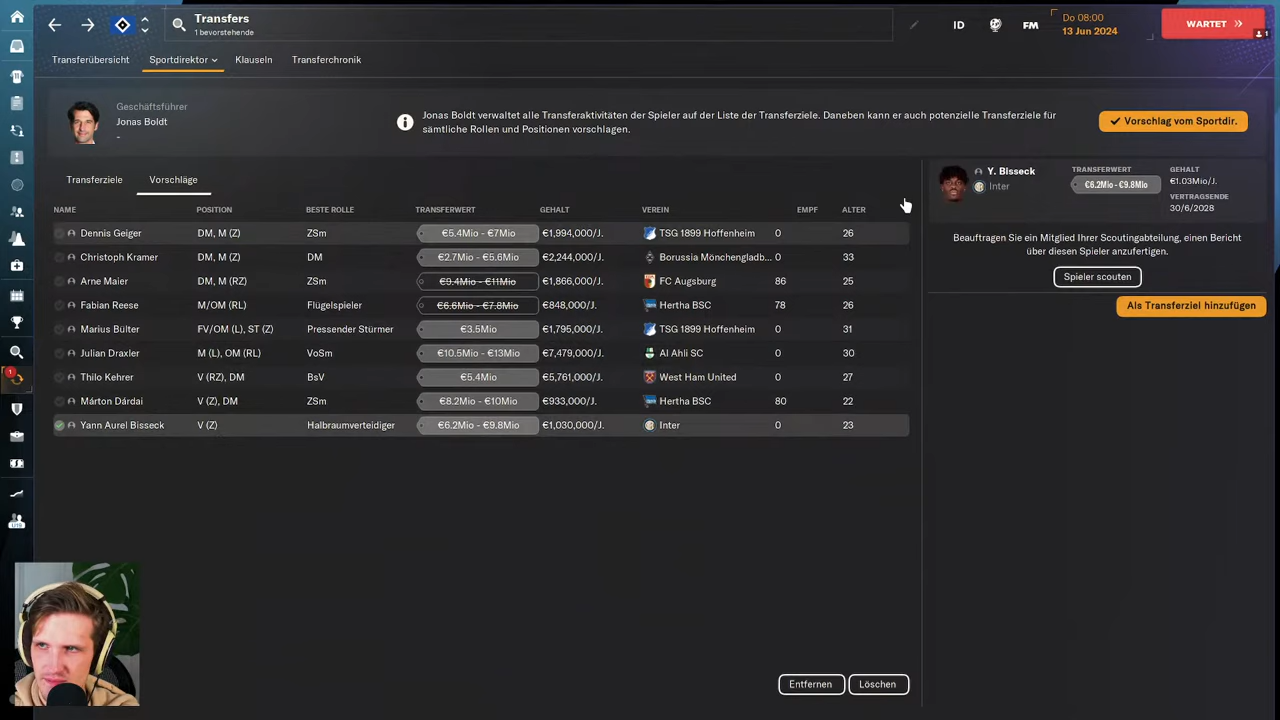 Transfers
1 bevorstehende
ID
FM
Do 08:00
13 Jun 2024
WARTET
1
Transferübersicht
Sportdirektor
Klauseln
Transferchronik
Geschäftsführer
Jonas Boldt
-
Jonas Boldt verwaltet alle Transferaktivitäten der Spieler auf der Liste der Transferziele. Daneben kann er auch potenzielle Transferziele für
sämtliche Rollen und Positionen vorschlagen.
Vorschlag vom Sportdir.
Transferziele
Vorschläge
NAME POSITION BESTE ROLLE TRANSFERWERT GEHALT VEREIN EMPF ALTER
Dennis Geiger DM, M (Z) ZSm €5.4Mio - €7Mio €1,994,000/J. TSG 1899 Hoffenheim 0 26
Christoph Kramer DM, M (Z) DM €2.7Mio - €5.6Mio €2,244,000/J. Borussia Mönchengladb... 0 33
Arne Maier DM, M (RZ) ZSm €9.4Mio - €11Mio €1,866,000/J. FC Augsburg 86 25
Fabian Reese M/OM (RL) Flügelspieler €6.6Mio - €7.8Mio €848,000/J. Hertha BSC 78 26
Marius Bülter FV/OM (L), ST (Z) Pressender Stürmer €3.5Mio €1,795,000/J. TSG 1899 Hoffenheim 0 31
Julian Draxler M (L), OM (RL) VoSm €10.5Mio - €13Mio €7,479,000/J. Al Ahli SC 0 30
Thilo Kehrer V (RZ), DM BsV €5.4Mio €5,761,000/J. West Ham United 0 27
Márton Dárdai V (Z), DM ZSm €8.2Mio - €10Mio €933,000/J. Hertha BSC 80 22
Yann Aurel Bisseck V (Z) Halbraumverteidiger €6.2Mio - €9.8Mio €1,030,000/J. Inter 0 23
Y. Bisseck
Inter
TRANSFERWERT
€6.2Mio - €9.8Mio
GEHALT
€1.03Mio/J.
VERTRAGSENDE
30/6/2028
Beauftragen Sie ein Mitglied Ihrer Scoutingabteilung, einen Bericht
über diesen Spieler anzufertigen.
Spieler scouten
Als Transferziel hinzufügen
1
U19
Entfernen
Löschen